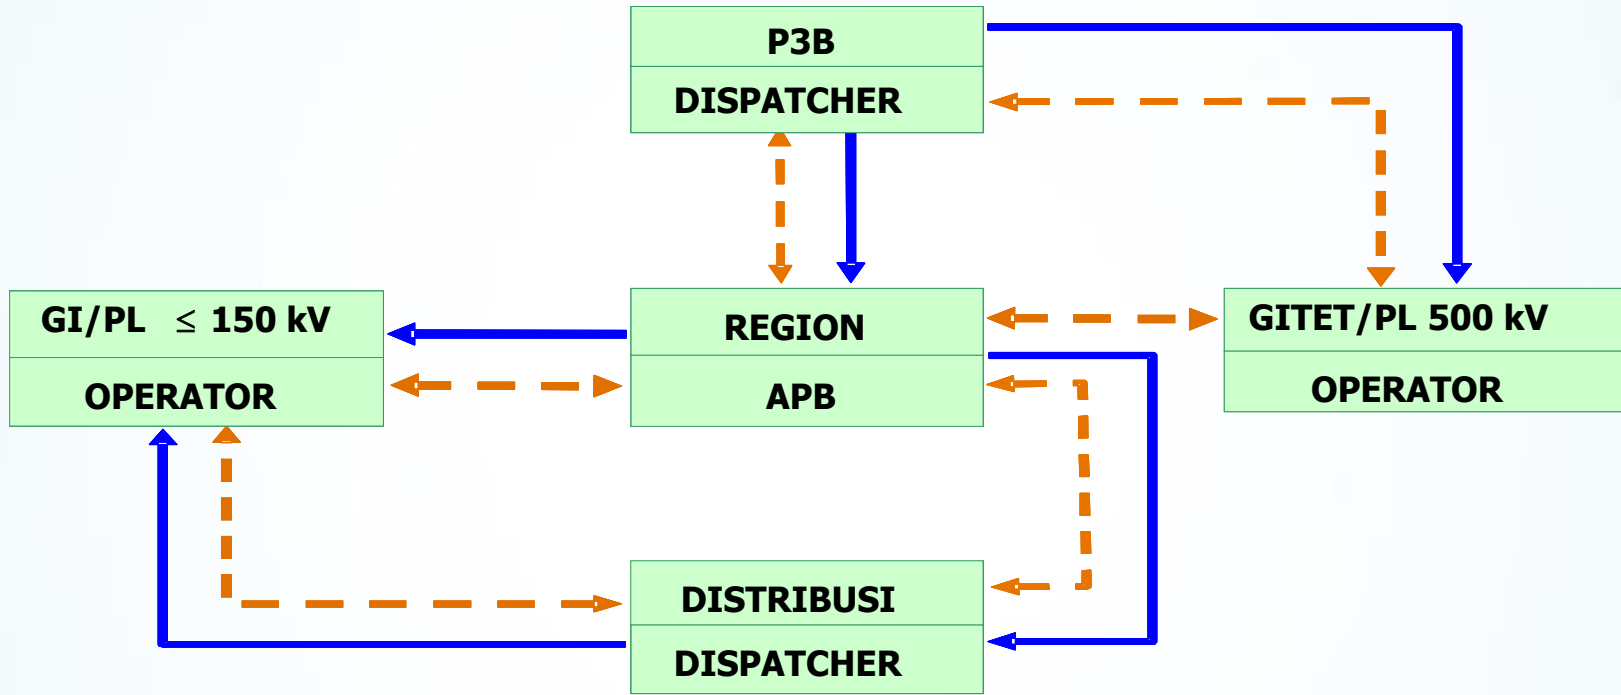 P3B
DISPATCHER
GI/PL ≤ 150 kV
OPERATOR
REGION
APB
GITET/PL 500 kV
OPERATOR
DISTRIBUSI
DISPATCHER